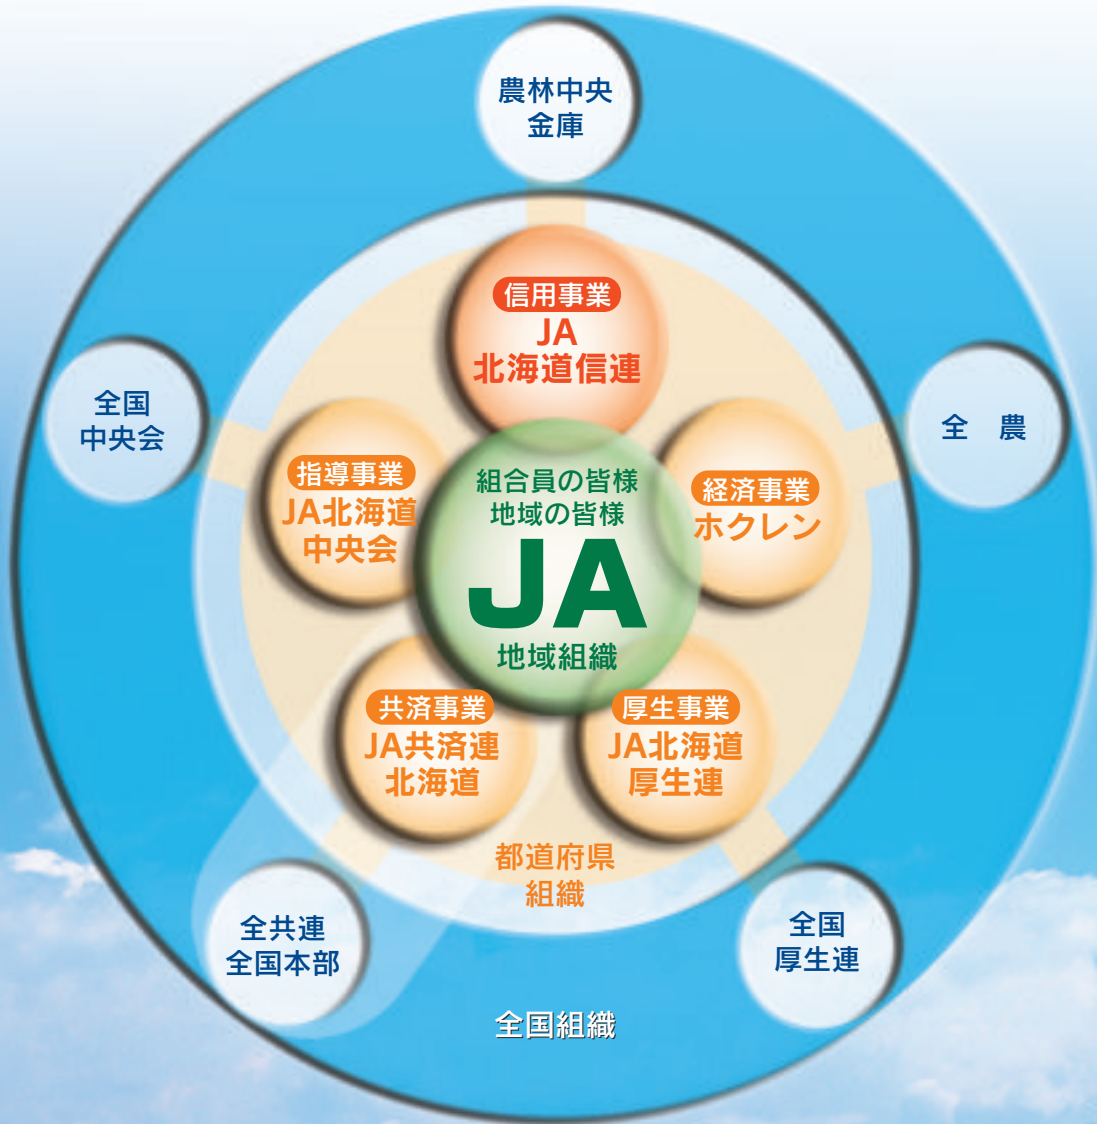 農林中央
金庫
信用事業
JA
北海道信連
全国
中央会
全 農
指導事業
JA北海道
中央会
組合員の皆様
地域の皆様
JA
地域組織
経済事業
ホクレン
共済事業
JA共済連
北海道
厚生事業
JA北海道
厚生連
都道府県
組織
全共連
全国本部
全国
厚生連
全国組織